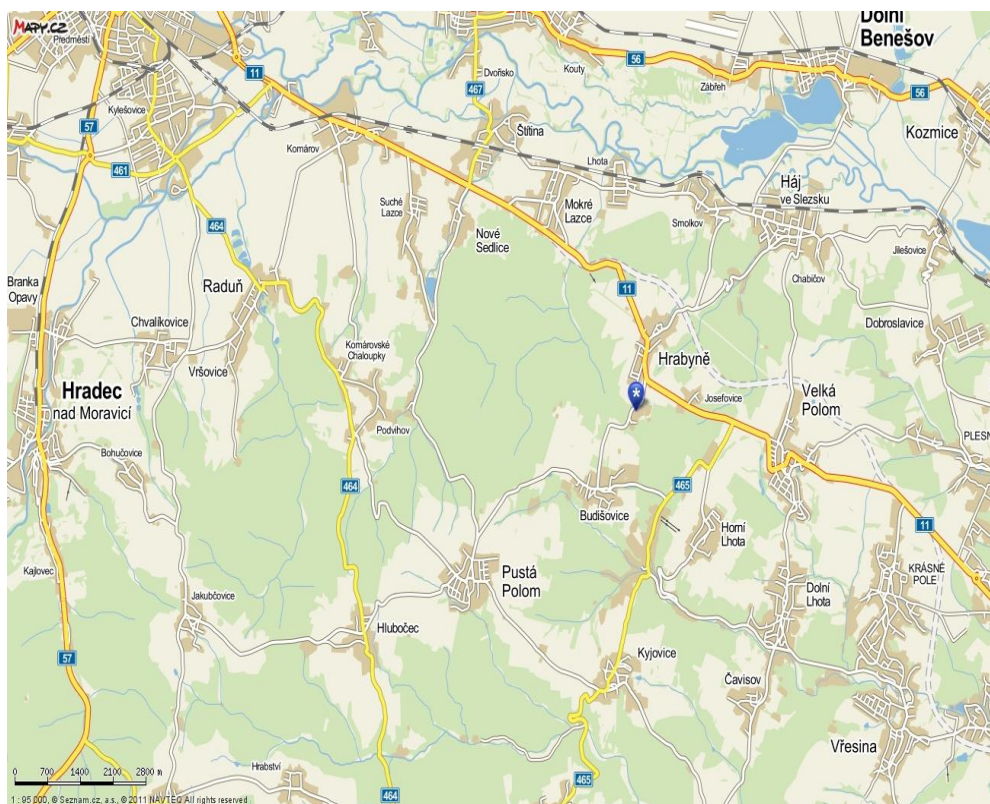 Mapy.cz
Předměstí
Dolní
Benešov
11
56
Kouty
Dvořisko
467
Zábřeh
56
Kylešovice
57
Štítina
Kozmice
Komárov
461
Lhota
Háj
ve Slezsku
Suché
Lazce
Mokré
Lazce
Smolkov
464
Nové
Sedlice
Jilešovice
Branka
Opavy
Raduň
Chabičov
11
Chvalíkovice
Dobroslavice
Komárovské
Chaloupky
Vršovice
Hrabyně
Hradec
nad Moravicí
*
Josefovice
Velká
Polom
Podvihov
PLESN
Bohučovice
464
465
Budišovice
Horní
Lhota
11
Kajlovec
Pustá
Polom
KRÁSNÉ
POLE
Jakubčovice
Dolní
Lhota
Hlubočec
57
Kyjovice
Čavisov
Vřesina
Hrabství
465
464
0 700 1400 2100 2800 m
1 : 95 000, © Seznam.cz, a.s., © 2011 NAVTEQ All rights reserved